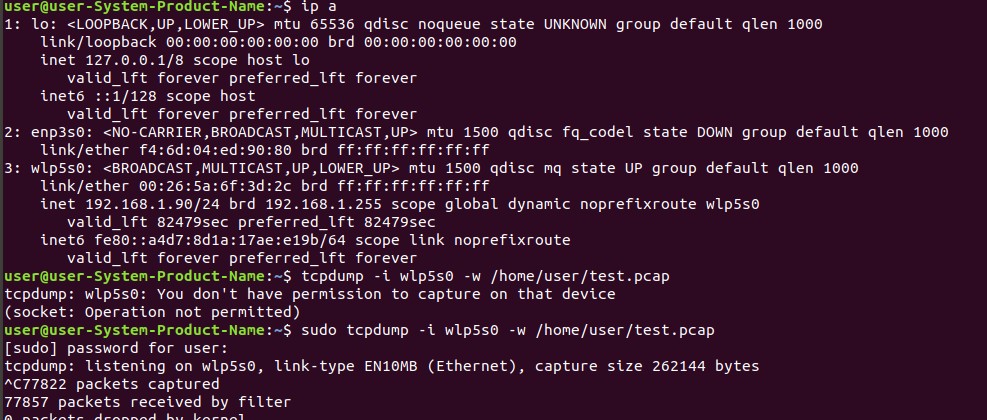 user@user-System-Product-Name:~$ ip a
1: lo: <LOOPBACK,UP,LOWER_UP> mtu 65536 qdisc noqueue state UNKNOWN group default qlen 1000
    link/loopback 00:00:00:00:00:00 brd 00:00:00:00:00:00
    inet 127.0.0.1/8 scope host lo
       valid_lft forever preferred_lft forever
    inet6 ::1/128 scope host
       valid_lft forever preferred_lft forever
2: enp3s0: <NO-CARRIER,BROADCAST,MULTICAST,UP> mtu 1500 qdisc fq_codel state DOWN group default qlen 1000
    link/ether f4:6d:04:ed:90:80 brd ff:ff:ff:ff:ff:ff
3: wlp5s0: <BROADCAST,MULTICAST,UP,LOWER_UP> mtu 1500 qdisc mq state UP group default qlen 1000
    link/ether 00:26:5a:6f:3d:2c brd ff:ff:ff:ff:ff:ff
    inet 192.168.1.90/24 brd 192.168.1.255 scope global dynamic noprefixroute wlp5s0
       valid_lft 82479sec preferred_lft 82479sec
    inet6 fe80::a4d7:8d1a:17ae:e19b/64 scope link noprefixroute
       valid_lft forever preferred_lft forever
user@user-System-Product-Name:~$ tcpdump -i wlp5s0 -w /home/user/test.pcap
tcpdump: wlp5s0: You don't have permission to capture on that device
(socket: Operation not permitted)
user@user-System-Product-Name:~$ sudo tcpdump -i wlp5s0 -w /home/user/test.pcap
[sudo] password for user:
tcpdump: listening on wlp5s0, link-type EN10MB (Ethernet), capture size 262144 bytes
^C77822 packets captured
77857 packets received by filter
0 packets dropped by kernel